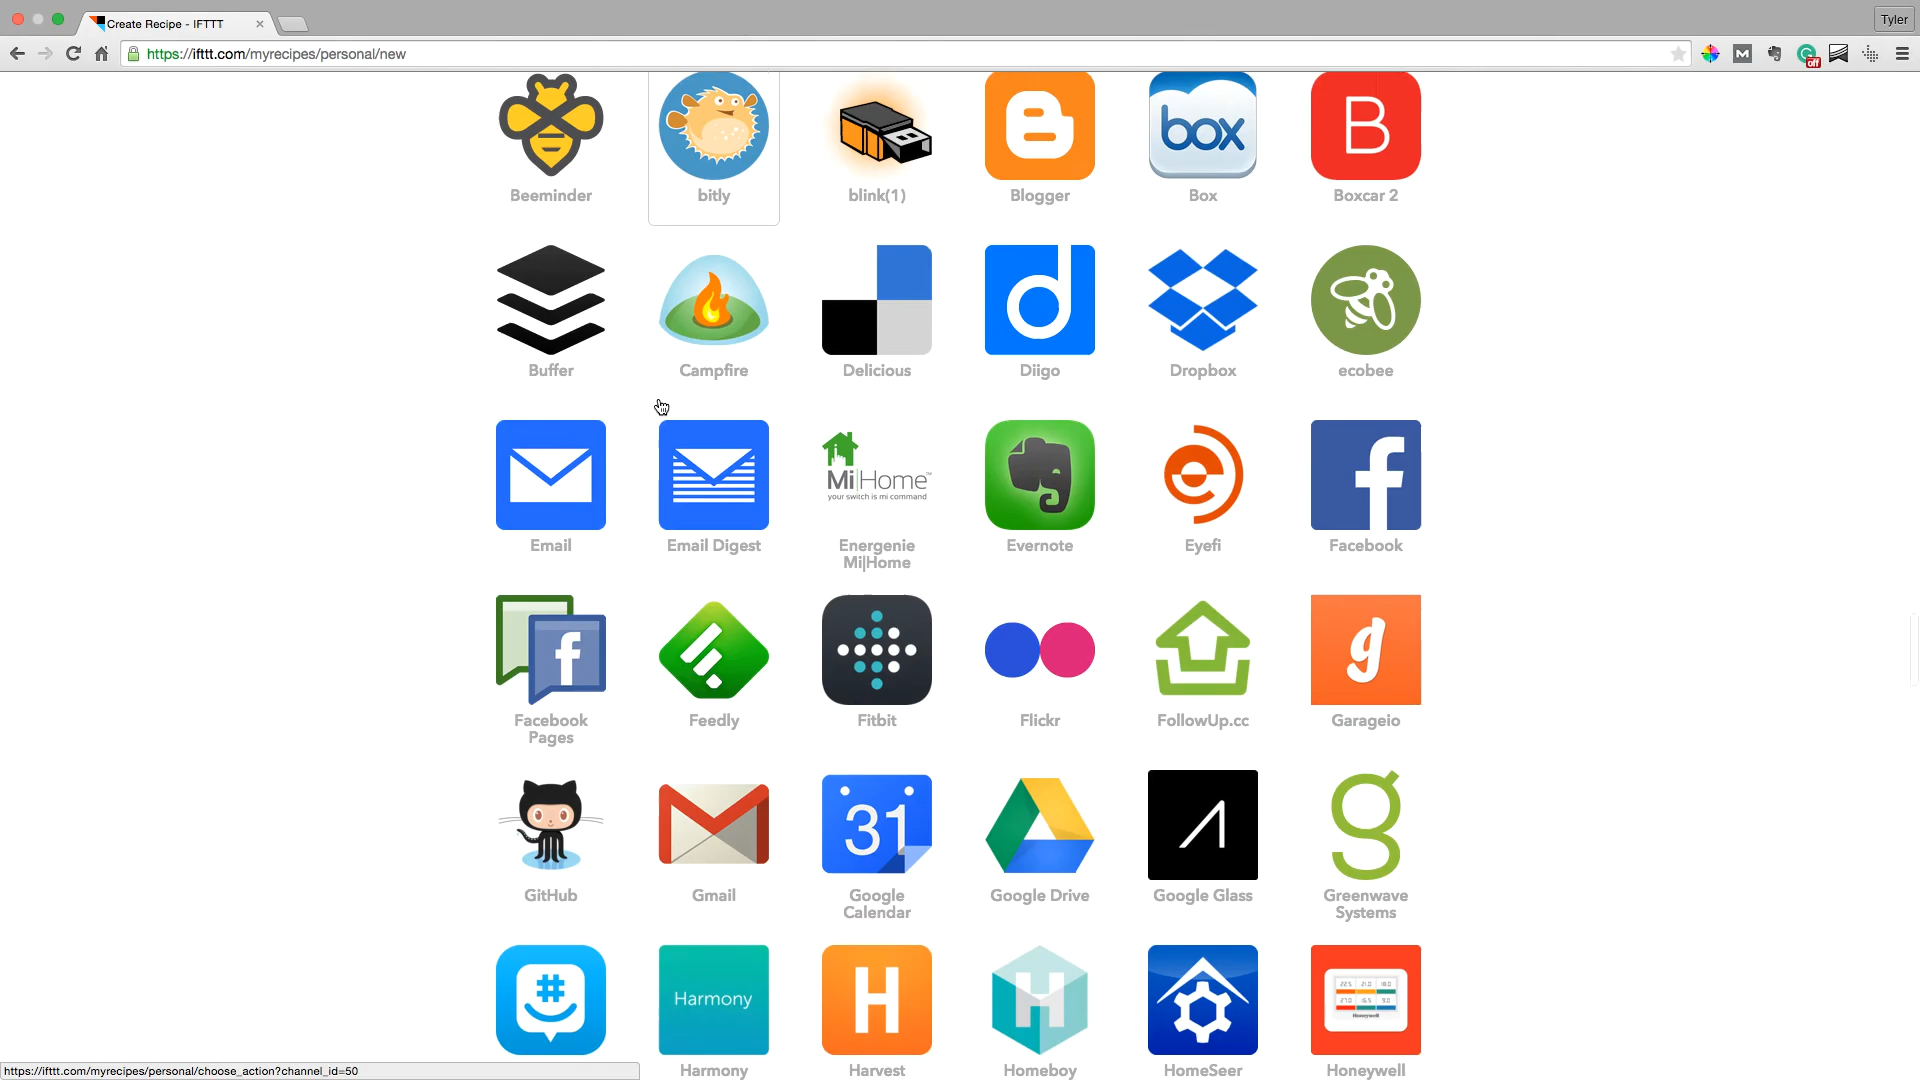 Create Recipe - IFTTT
Tyler
https://ifttt.com/myrecipes/personal/new
M
off
box
B
Beeminder
bitly
blink(1)
Blogger
Box
Boxcar 2
d
Buffer
Campfire
Delicious
Diigo
Dropbox
ecobee
Mi|Home™
your switch is mi command
e
f
Email
Email Digest
Energenie
Mi|Home
Evernote
Eyefi
Facebook
f
g
Facebook
Pages
Feedly
Fitbit
Flickr
FollowUp.cc
Garageio
31
g
GitHub
Gmail
Google
Calendar
Google Drive
Google Glass
Greenwave
Systems
#
Harmony
H
H
Honeywell
Harmony
Harvest
Homeboy
HomeSeer
Honeywell
https://ifttt.com/myrecipes/personal/choose_action?channel_id=50